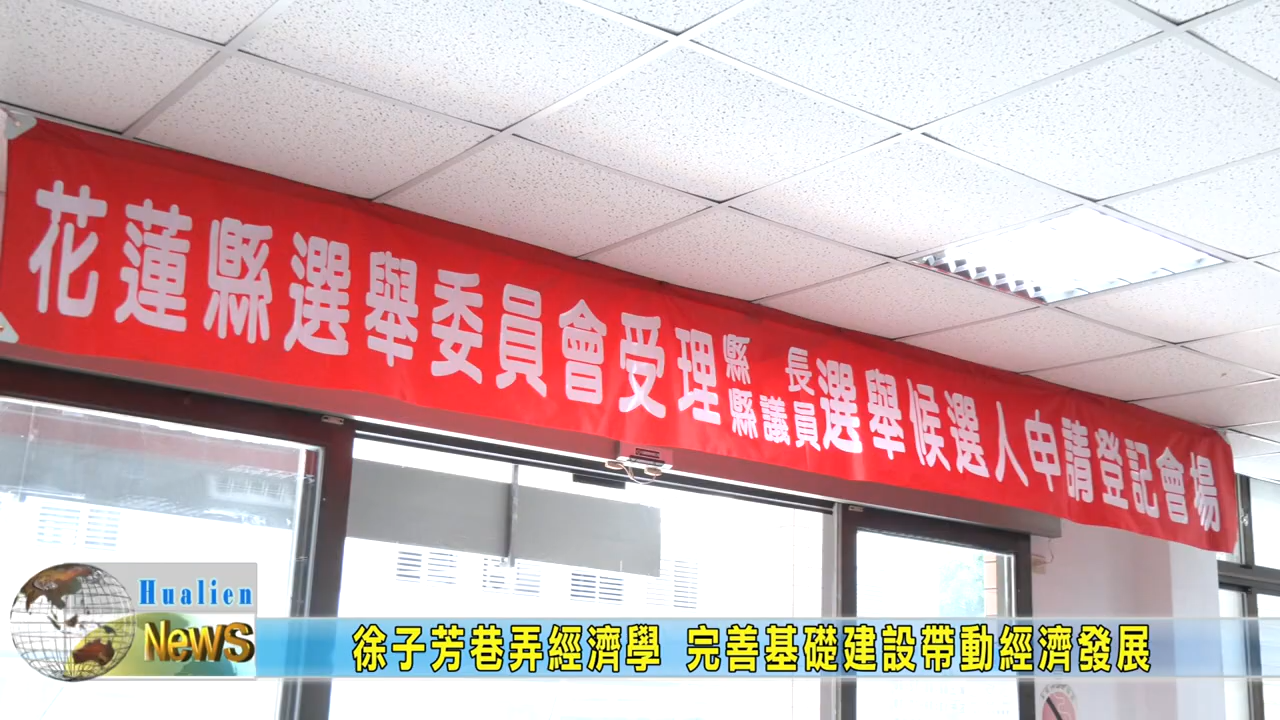 花蓮縣選舉委員會受理縣長縣議員選舉候選人申請登記會場
Hualien
News
徐子芳巷弄經濟學 完善基礎建設帶動經濟發展